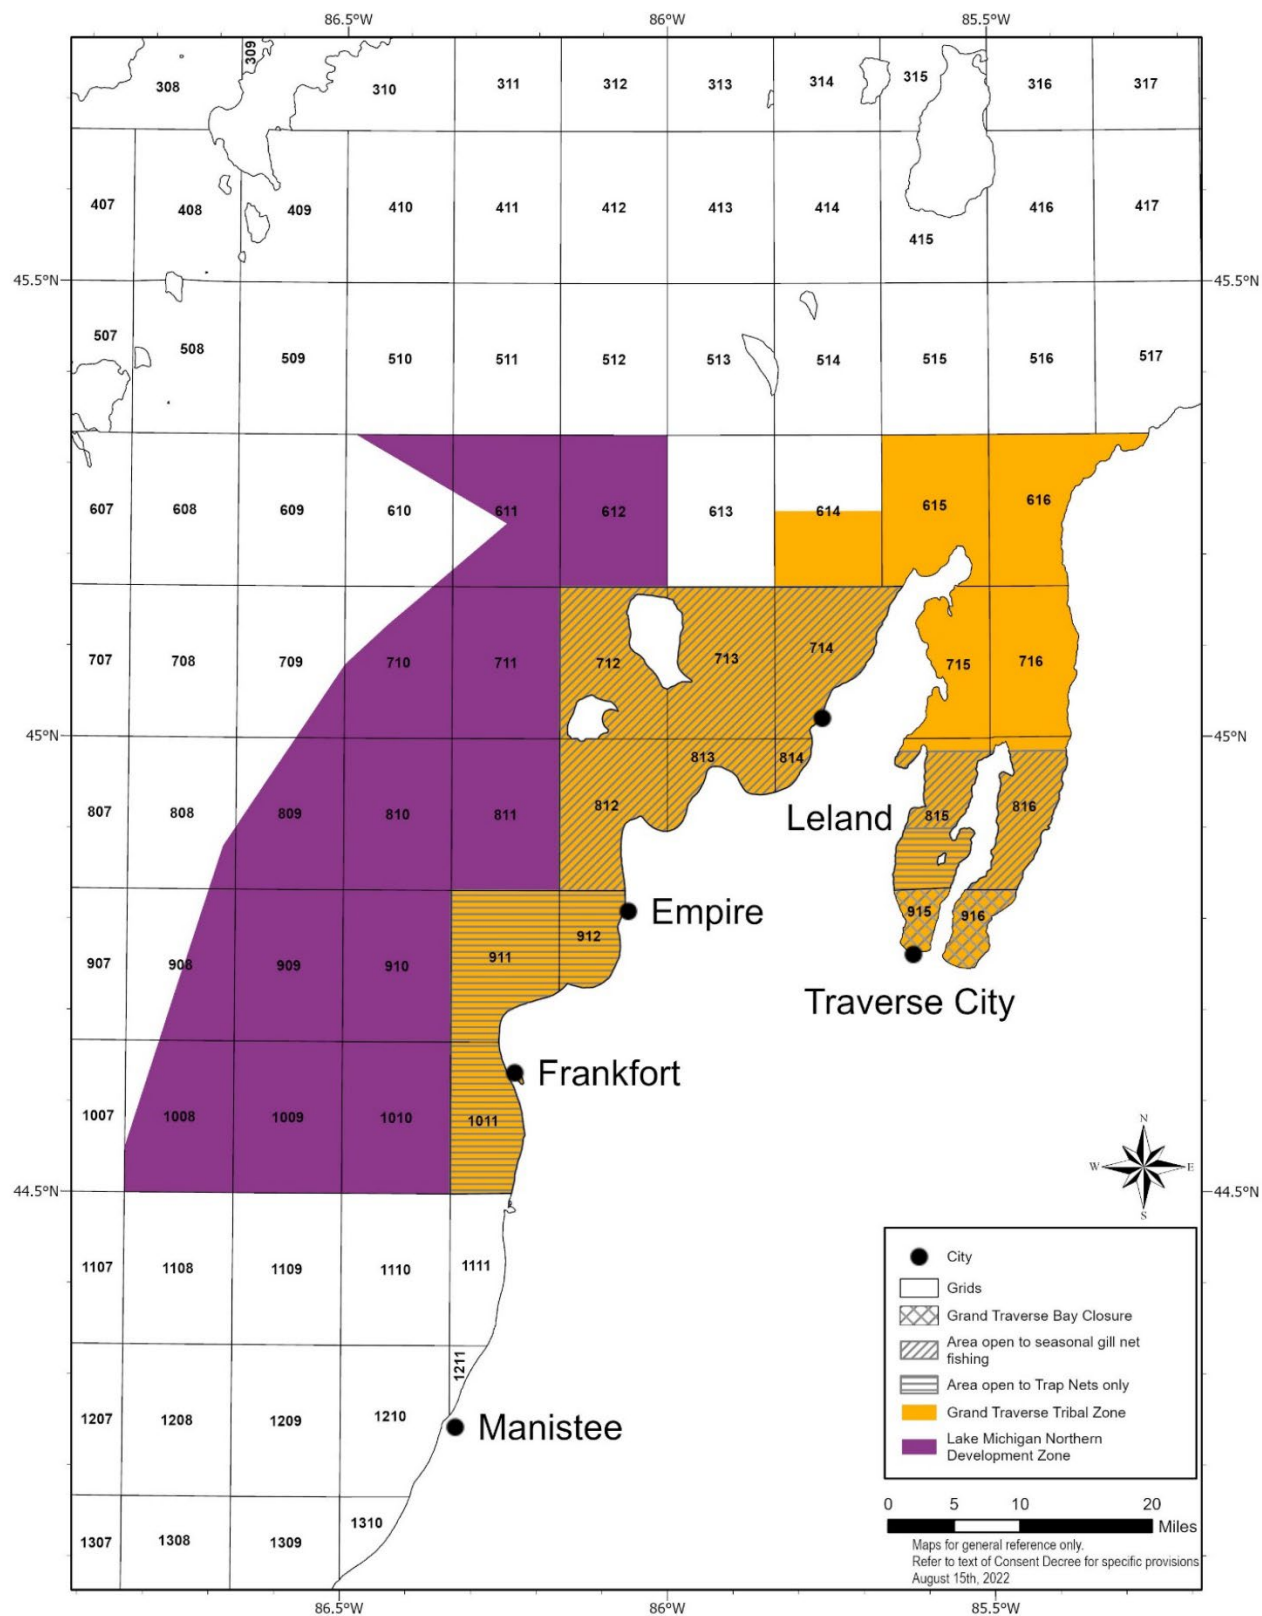 86.5°W 86°W 85.5°W
308 309 310 311 312 313 314 315 316 317
407 408 409 410 411 412 413 414 415 416 417
45.5°N 45.5°N
507 508 509 510 511 512 513 514 515 516 517
607 608 609 610 611 612 613 614 615 616
707 708 709 710 711 712 713 714 715 716
45°N 45°N
807 808 809 810 811 812 813 814 815 816
Leland
907 908 909 910 911 912 915 916
Empire
Traverse City
Frankfort
1007 1008 1009 1010 1011
N
W E
S
44.5°N 44.5°N
1107 1108 1109 1110 1111
1207 1208 1209 1210 1211
Manistee
1307 1308 1309 1310
City
Grids
Grand Traverse Bay Closure
Area open to seasonal gill net
fishing
Area open to Trap Nets only
Grand Traverse Tribal Zone
Lake Michigan Northern
Development Zone
0 5 10 20
Miles
Maps for general reference only.
Refer to text of Consent Decree for specific provisions
August 15th, 2022
86.5°W 86°W 85.5°W